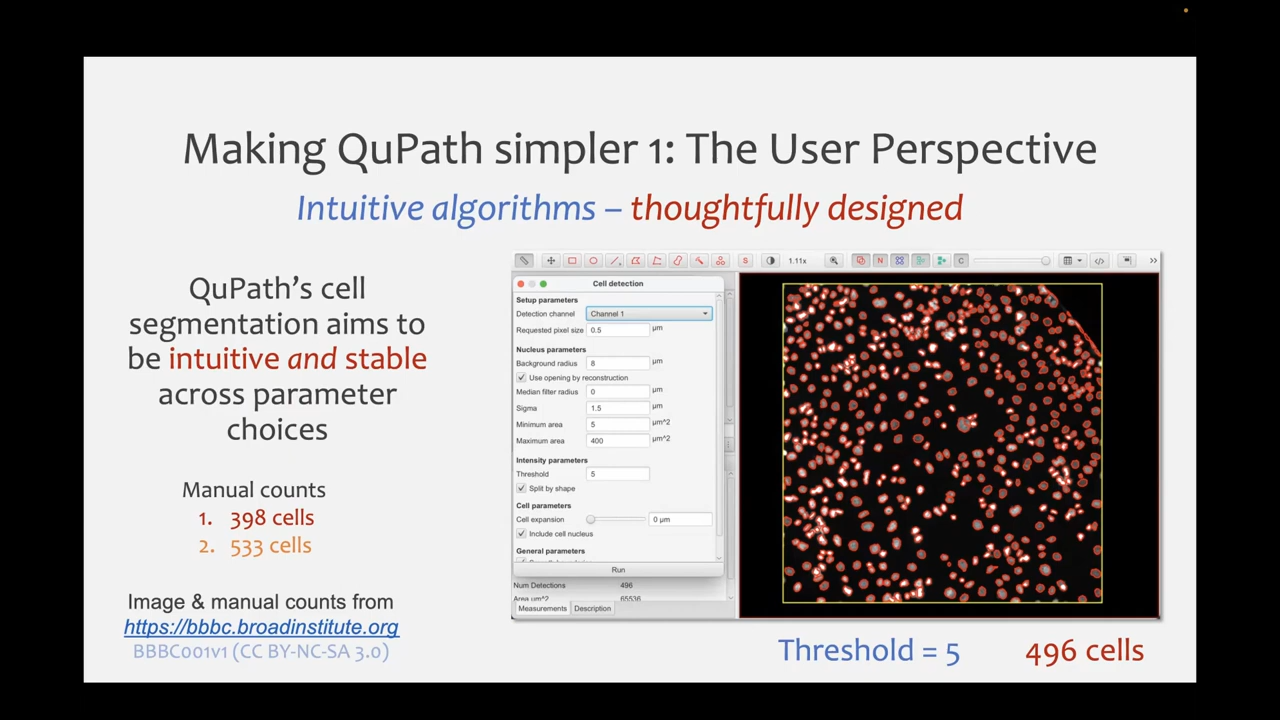 Making QuPath simpler 1: The User Perspective
Intuitive algorithms – thoughtfully designed
QuPath's cell
segmentation aims to
be intuitive and stable
across parameter
choices
Manual counts
1. 398 cells
2. 533 cells
Image & manual counts from
https://bbbc.broadinstitute.org
BBBC001v1 (CC BY-NC-SA 3.0)
N
S
1.11x
N
C
Cell detection
Setup parameters
Detection channel Channel 1
Requested pixel size 0.5 µm
Nucleus parameters
Background radius 8 µm
Use opening by reconstruction
Median filter radius 0 µm
Sigma 1.5 µm
Minimum area 5 µm^2
Maximum area 400 µm^2
Intensity parameters
Threshold 5
Split by shape
Cell parameters
Cell expansion 0 µm
Include cell nucleus
General parameters
Run
Num Detections 496
Area µm^2 65536
Measurements Description
Threshold = 5 496 cells